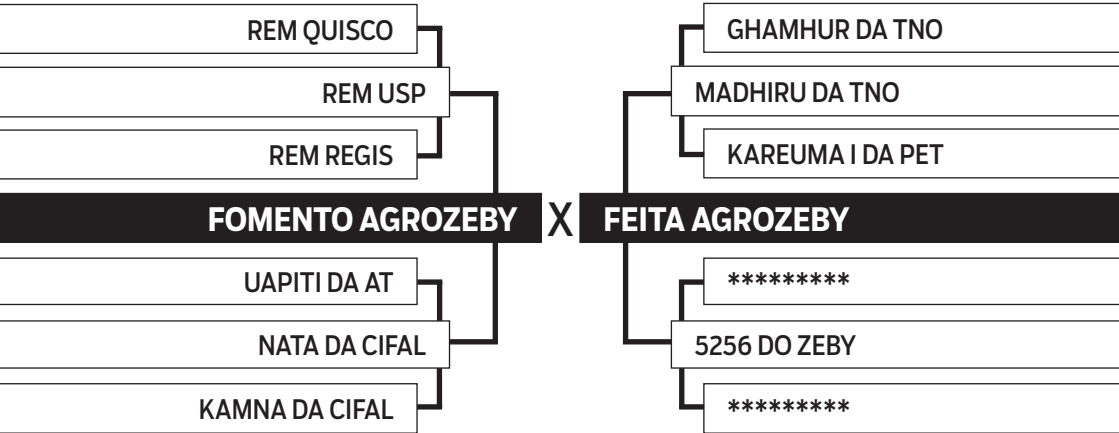 REM QUISCO
REM USP
REM REGIS
FOMENTO AGROZEBY X FEITA AGROZEBY
UAPITI DA AT
NATA DA CIFAL
KAMNA DA CIFAL
GHAMHUR DA TNO
MADHIRU DA TNO
KAREUMA I DA PET
*********
5256 DO ZEBY
*********